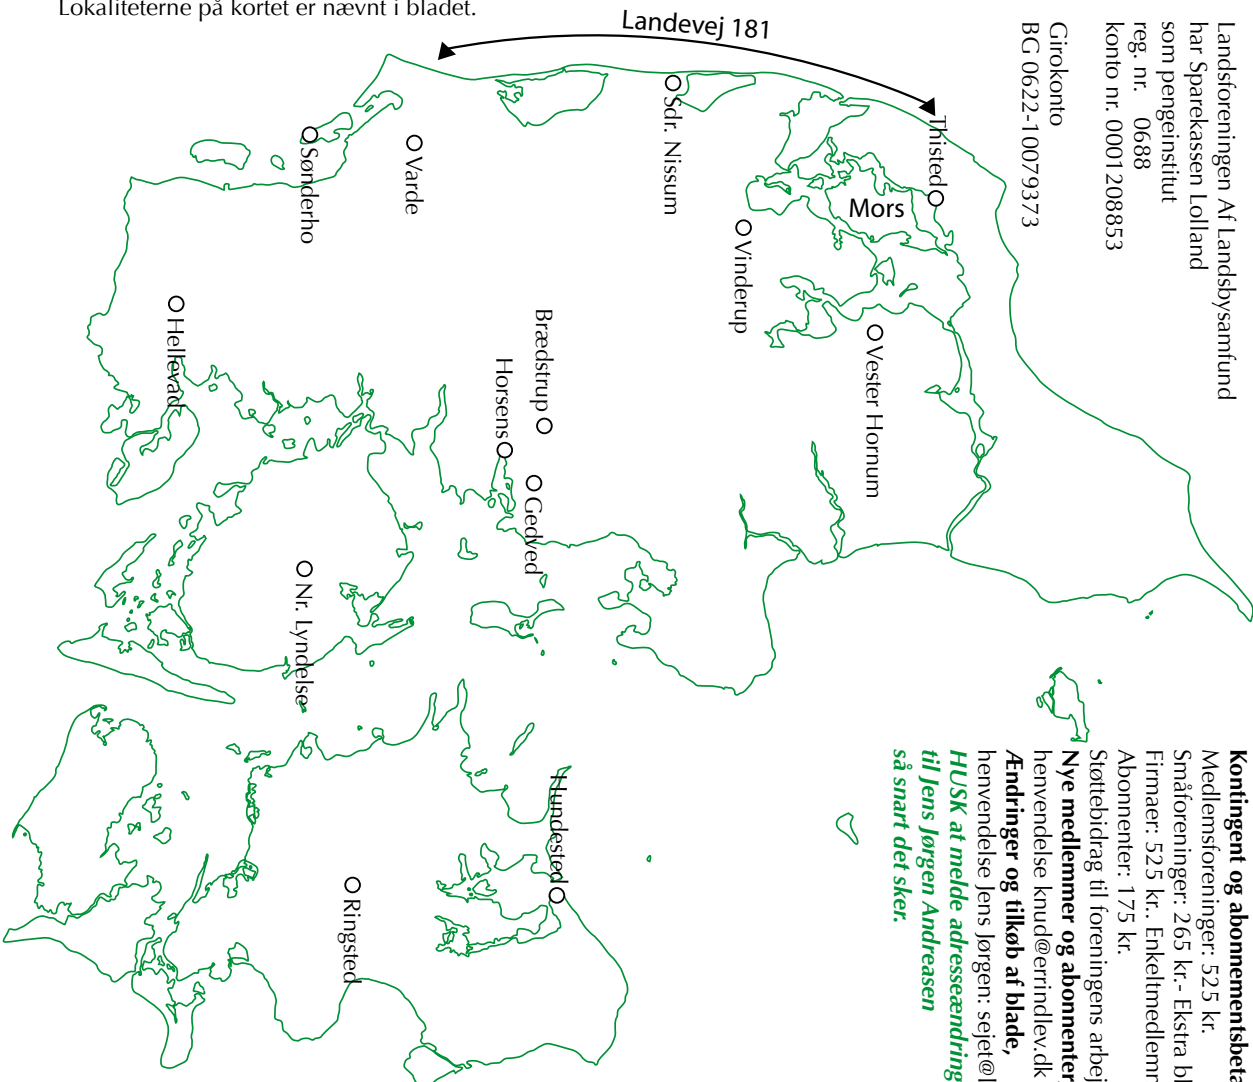 Lokaliteterne på kortet er nævnt i bladet.
Landevej 181
Landsforeningen Af Landsbysamfund
har Sparekassen Lolland
som pengeinstitut
reg. nr. 0688
konto nr. 0001208853
Girokonto
BG 0622-10079373
Thisted
Mors
Sdr. Nissum
Varde
Sønderho
Vinderup
Vester Hornum
Hellevad
Brædstrup
Horsens
Gedved
Nr. Lyndelse
Hundested
Ringsted
Kontingent og abonnementsbeta
Medlemsforeninger: 525 kr.
Småforeninger: 265 kr.- Ekstra bl
Firmaer: 525 kr.. Enkeltmedlemm
Abonnenter: 175 kr.
Støttebidrag til foreningens arbej
Nye medlemmer og abonnenter,
henvendelse knud@errindlev.dk
Ændringer og tilkøb af blade,
henvendelse Jens Jørgen: sejet@l
HUSK at melde adresseændring
til Jens Jørgen Andreasen
så snart det sker.